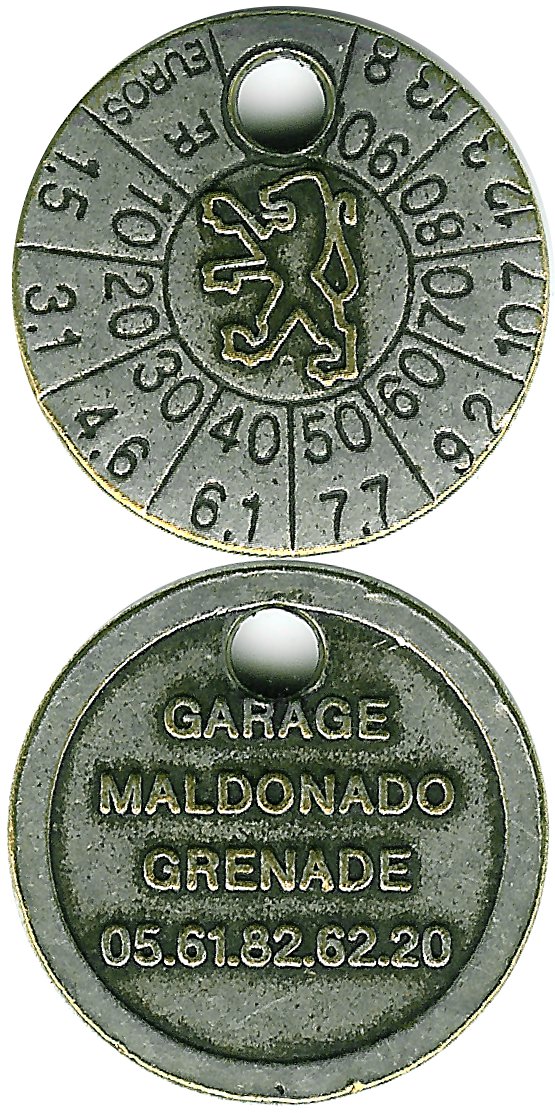 EUROS FR
1.5 10
3.1 20
4.6 30
6.1 40
7.7 50
9.2 60
10.7 70
12.3 80
13.8 90
GARAGE
MALDONADO
GRENADE
05.61.82.62.20